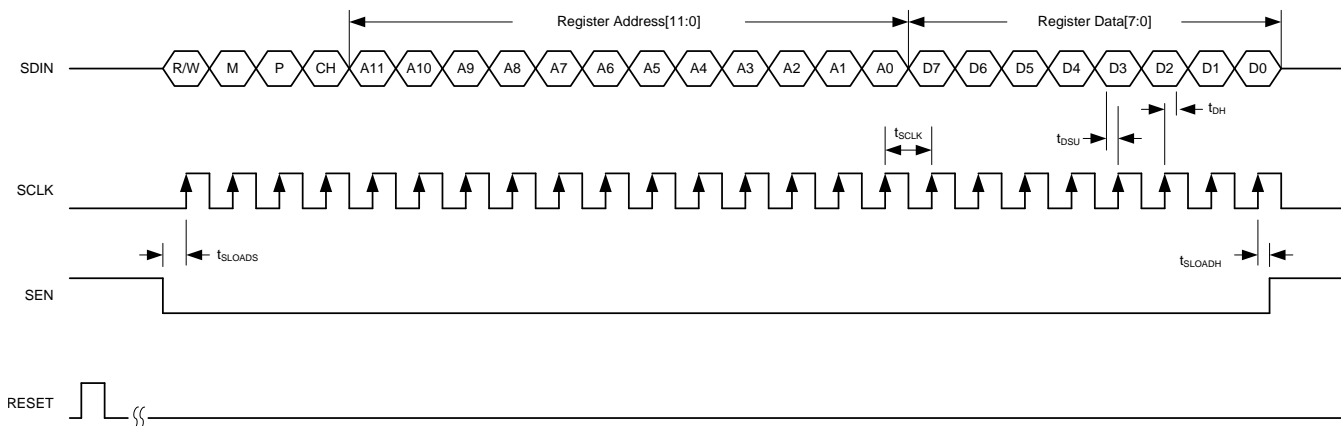 Register Address[11:0] Register Data[7:0]
SDIN R/W M P CH A11 A10 A9 A8 A7 A6 A5 A4 A3 A2 A1 A0 D7 D6 D5 D4 D3 D2 D1 D0
tDH
tSCLK tDSU
SCLK
tSLOADS tSLOADH
SEN
RESET